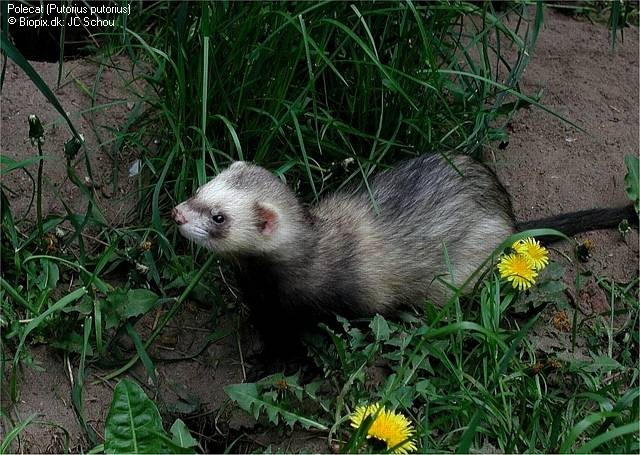 Polecat (Putorius putorius)
© Biopix.dk: JC Schou